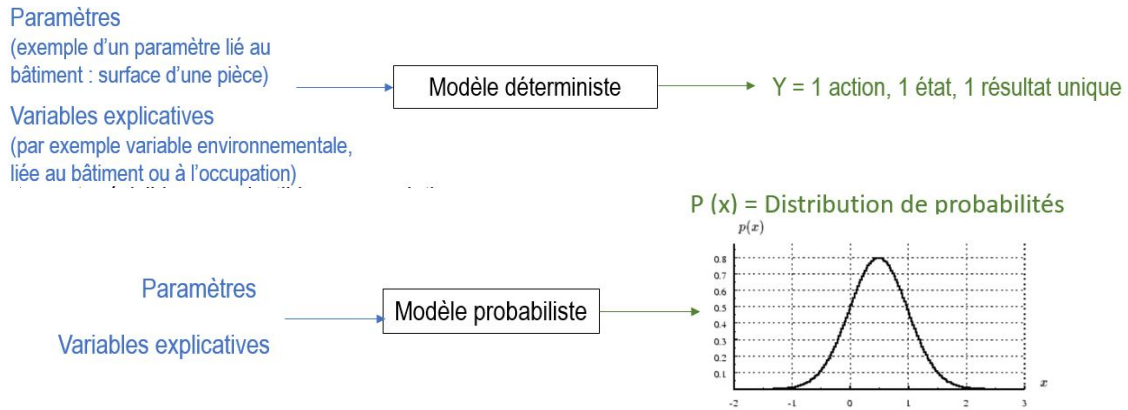 Paramètres
(exemple d'un paramètre lié au
bâtiment : surface d'une pièce)
Variables explicatives
(par exemple variable environnementale,
liée au bâtiment ou à l'occupation)
Modèle déterministe
Y = 1 action, 1 état, 1 résultat unique
P (x) = Distribution de probabilités
Paramètres
Variables explicatives
Modèle probabiliste
p(x)
0.8
0.7
0.6
0.5
0.4
0.3
0.2
0.1
-2 -1 0 1 2 3
x